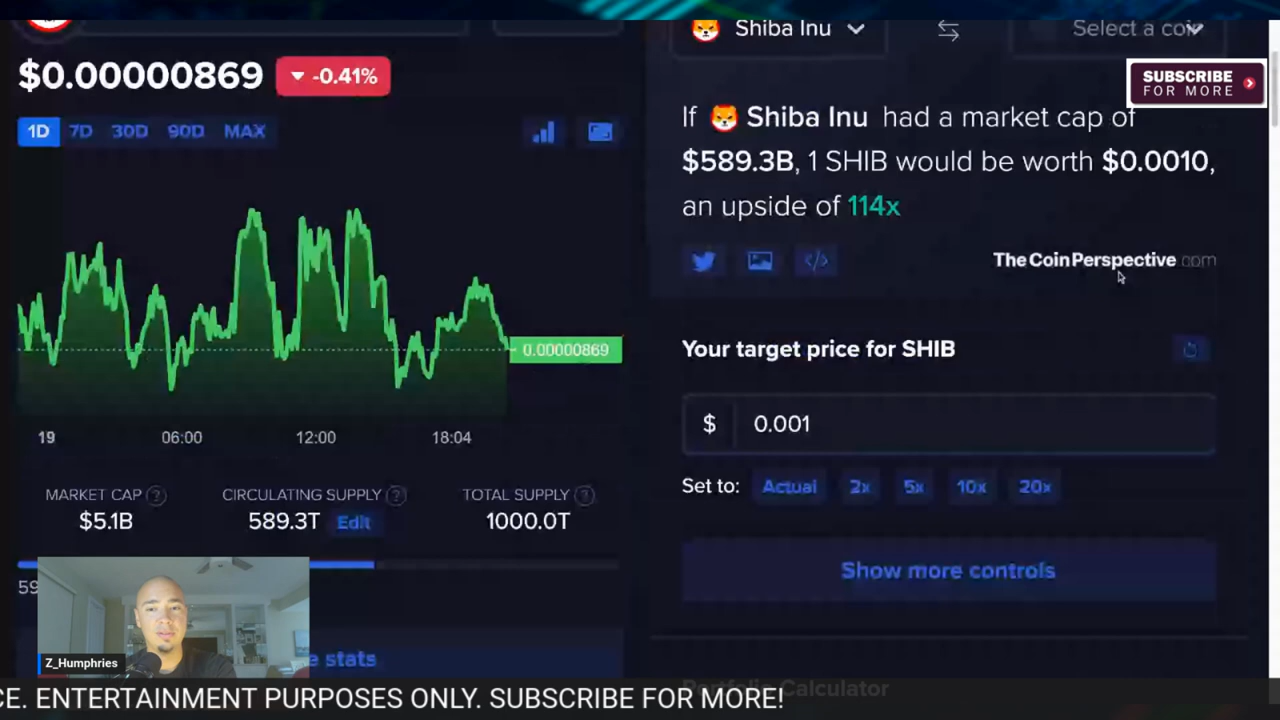 $0.00000869 -0.41%
1D 7D 30D 90D MAX
0.00000869
19 06:00 12:00 18:04
MARKET CAP ? CIRCULATING SUPPLY ? TOTAL SUPPLY ?
$5.1B 589.3T Edit 1000.0T
59
e stats
Z_Humphries
Shiba Inu Select a coin
SUBSCRIBE
FOR MORE
If Shiba Inu had a market cap of
$589.3B, 1 SHIB would be worth $0.0010,
an upside of 114x
</>
TheCoinPerspective.com
Your target price for SHIB
$ 0.001
Set to: Actual 2x 5x 10x 20x
Show more controls
Portfolio Calculator
CE. ENTERTAINMENT PURPOSES ONLY. SUBSCRIBE FOR MORE!